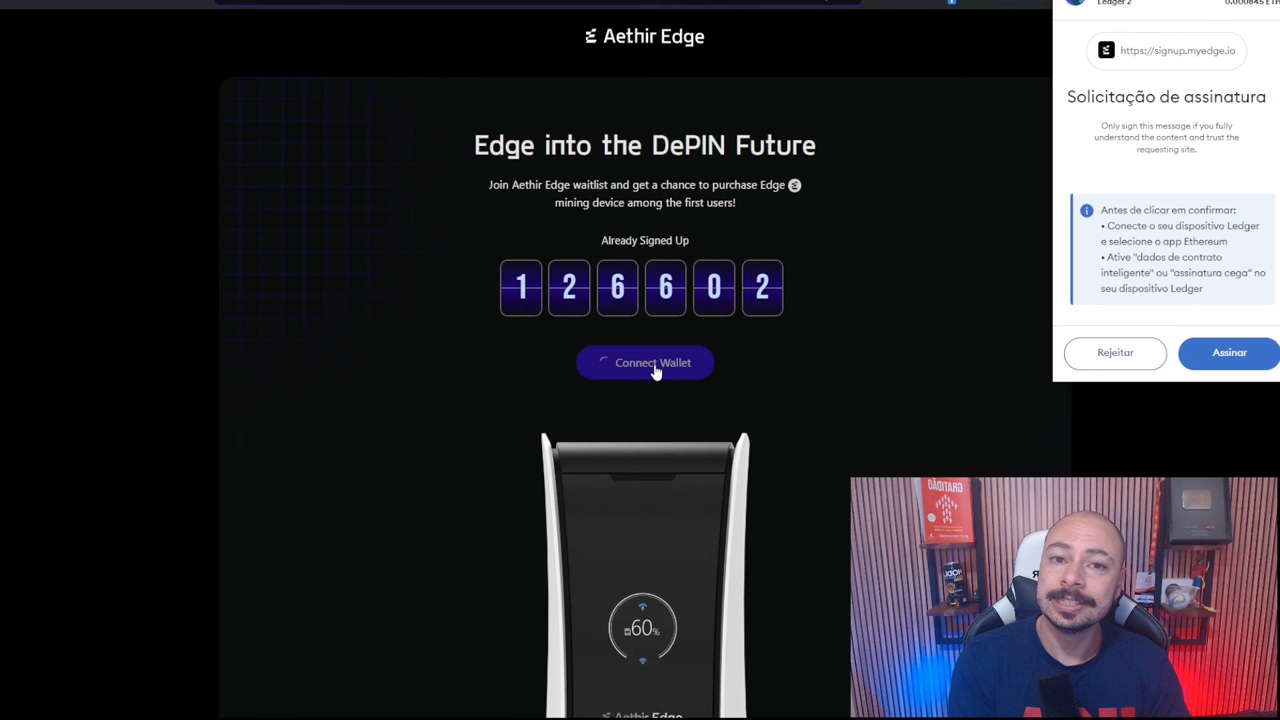 Aethir Edge
Edge into the DePIN Future
Join Aethir Edge waitlist and get a chance to purchase Edge
mining device among the first users!
Already Signed Up
1 2 6 6 0 2
Connect Wallet
60%
Aethir Edge
Ledger 2
0.000845 ETH
https://signup.myedge.io
Solicitação de assinatura
Only sign this message if you fully
understand the content and trust the
requesting site.
Antes de clicar em confirmar:
• Conecte o seu dispositivo Ledger
e selecione o app Ethereum
• Ative "dados de contrato
inteligente" ou "assinatura cega" no
seu dispositivo Ledger
Rejeitar
Assinar
GRATIDÃO